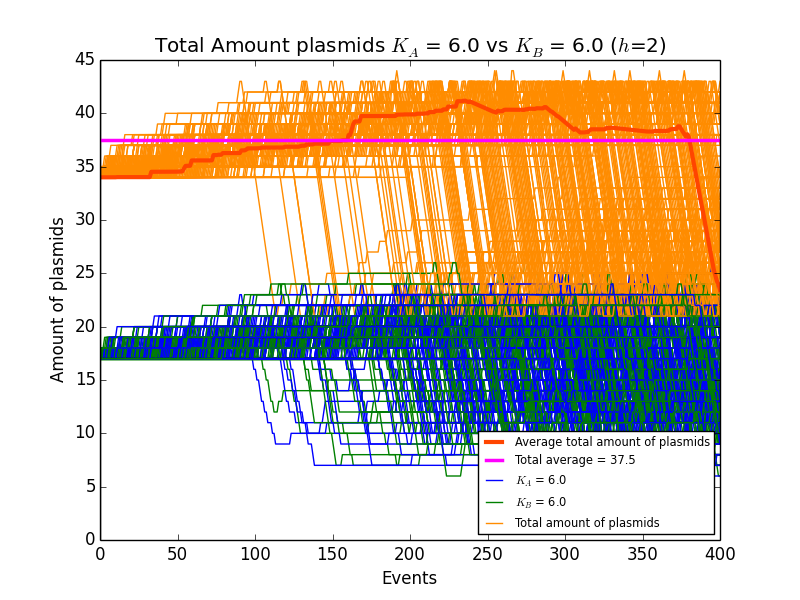 Total Amount plasmids K_A = 6.0 vs K_B = 6.0 (h=2)
45
40
35
30
25
20
15
10
5
0
Amount of plasmids
Average total amount of plasmids
Total average = 37.5
K_A = 6.0
K_B = 6.0
Total amount of plasmids
0 50 100 150 200 250 300 350 400
Events